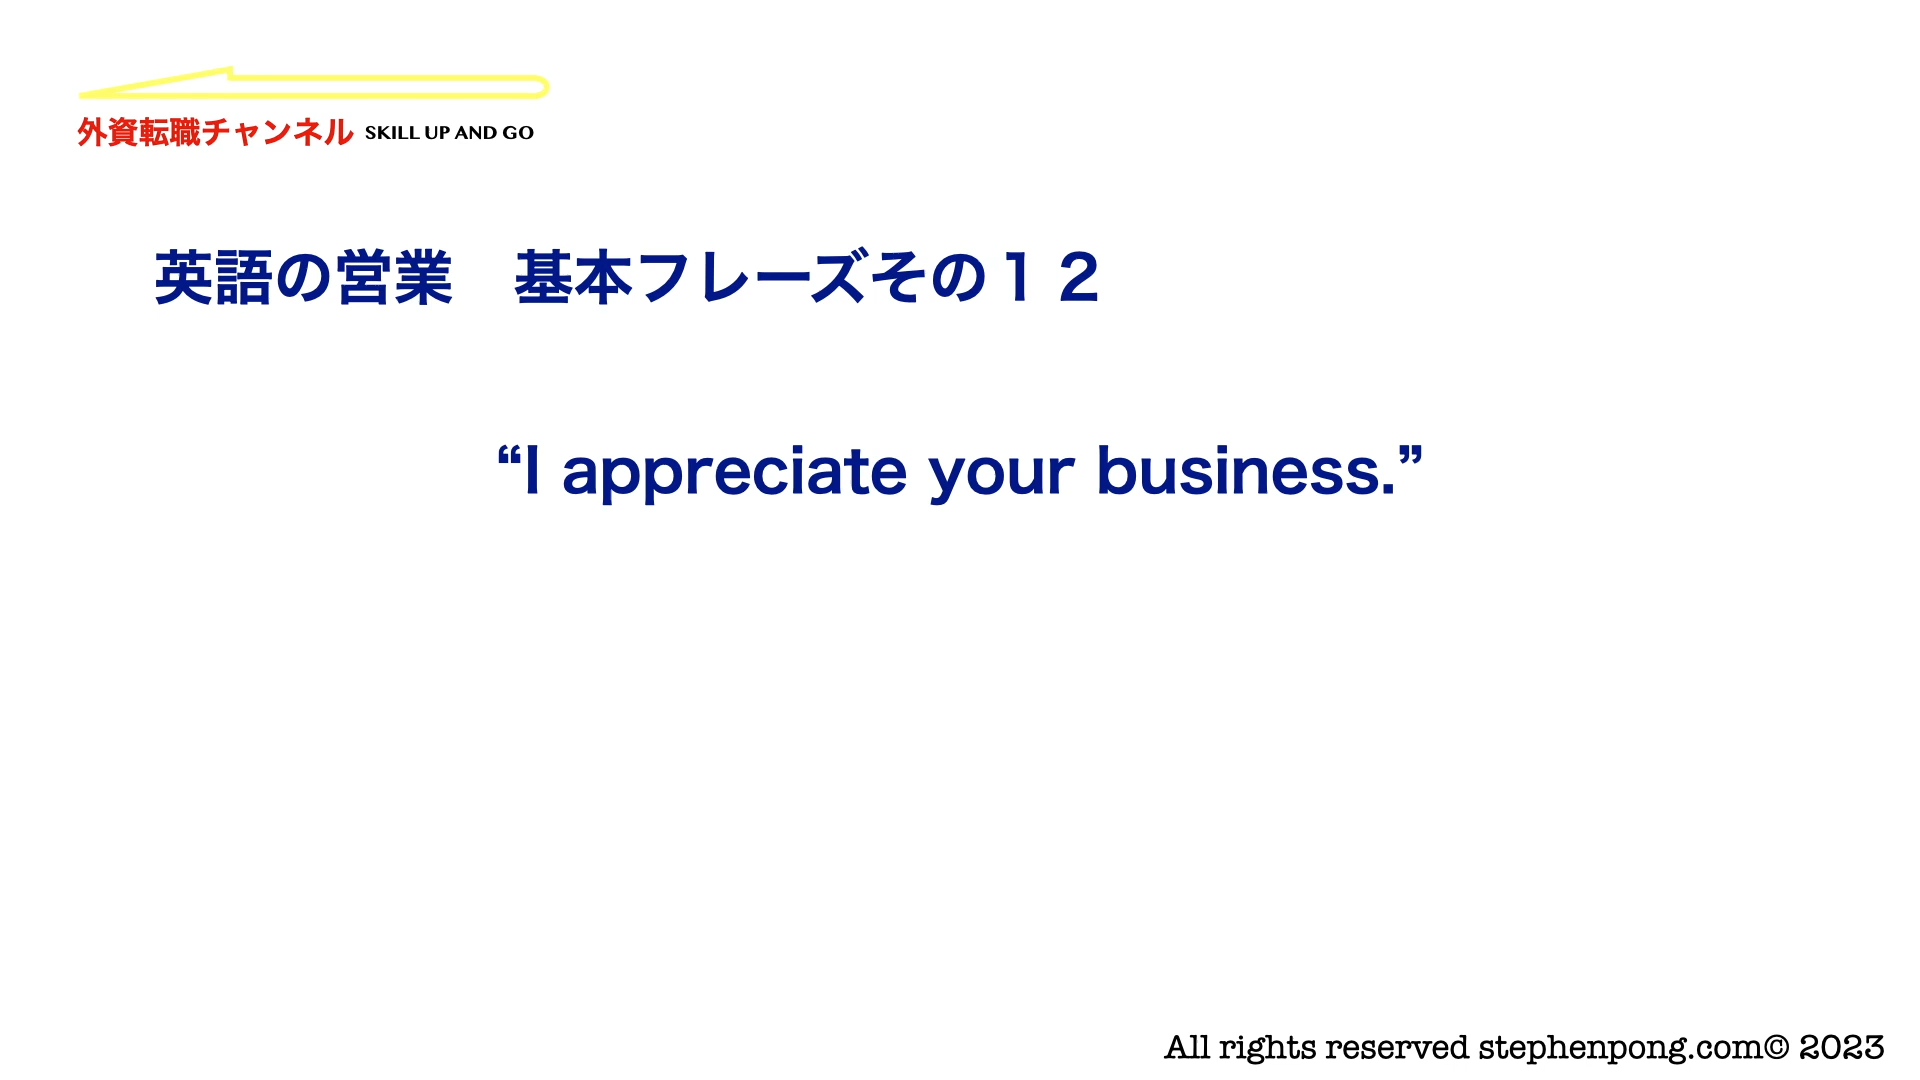 外資転職チャンネル SKILL UP AND GO
英語の営業　基本フレーズその１２
“I appreciate your business.”
All rights reserved stephenpong.com© 2023